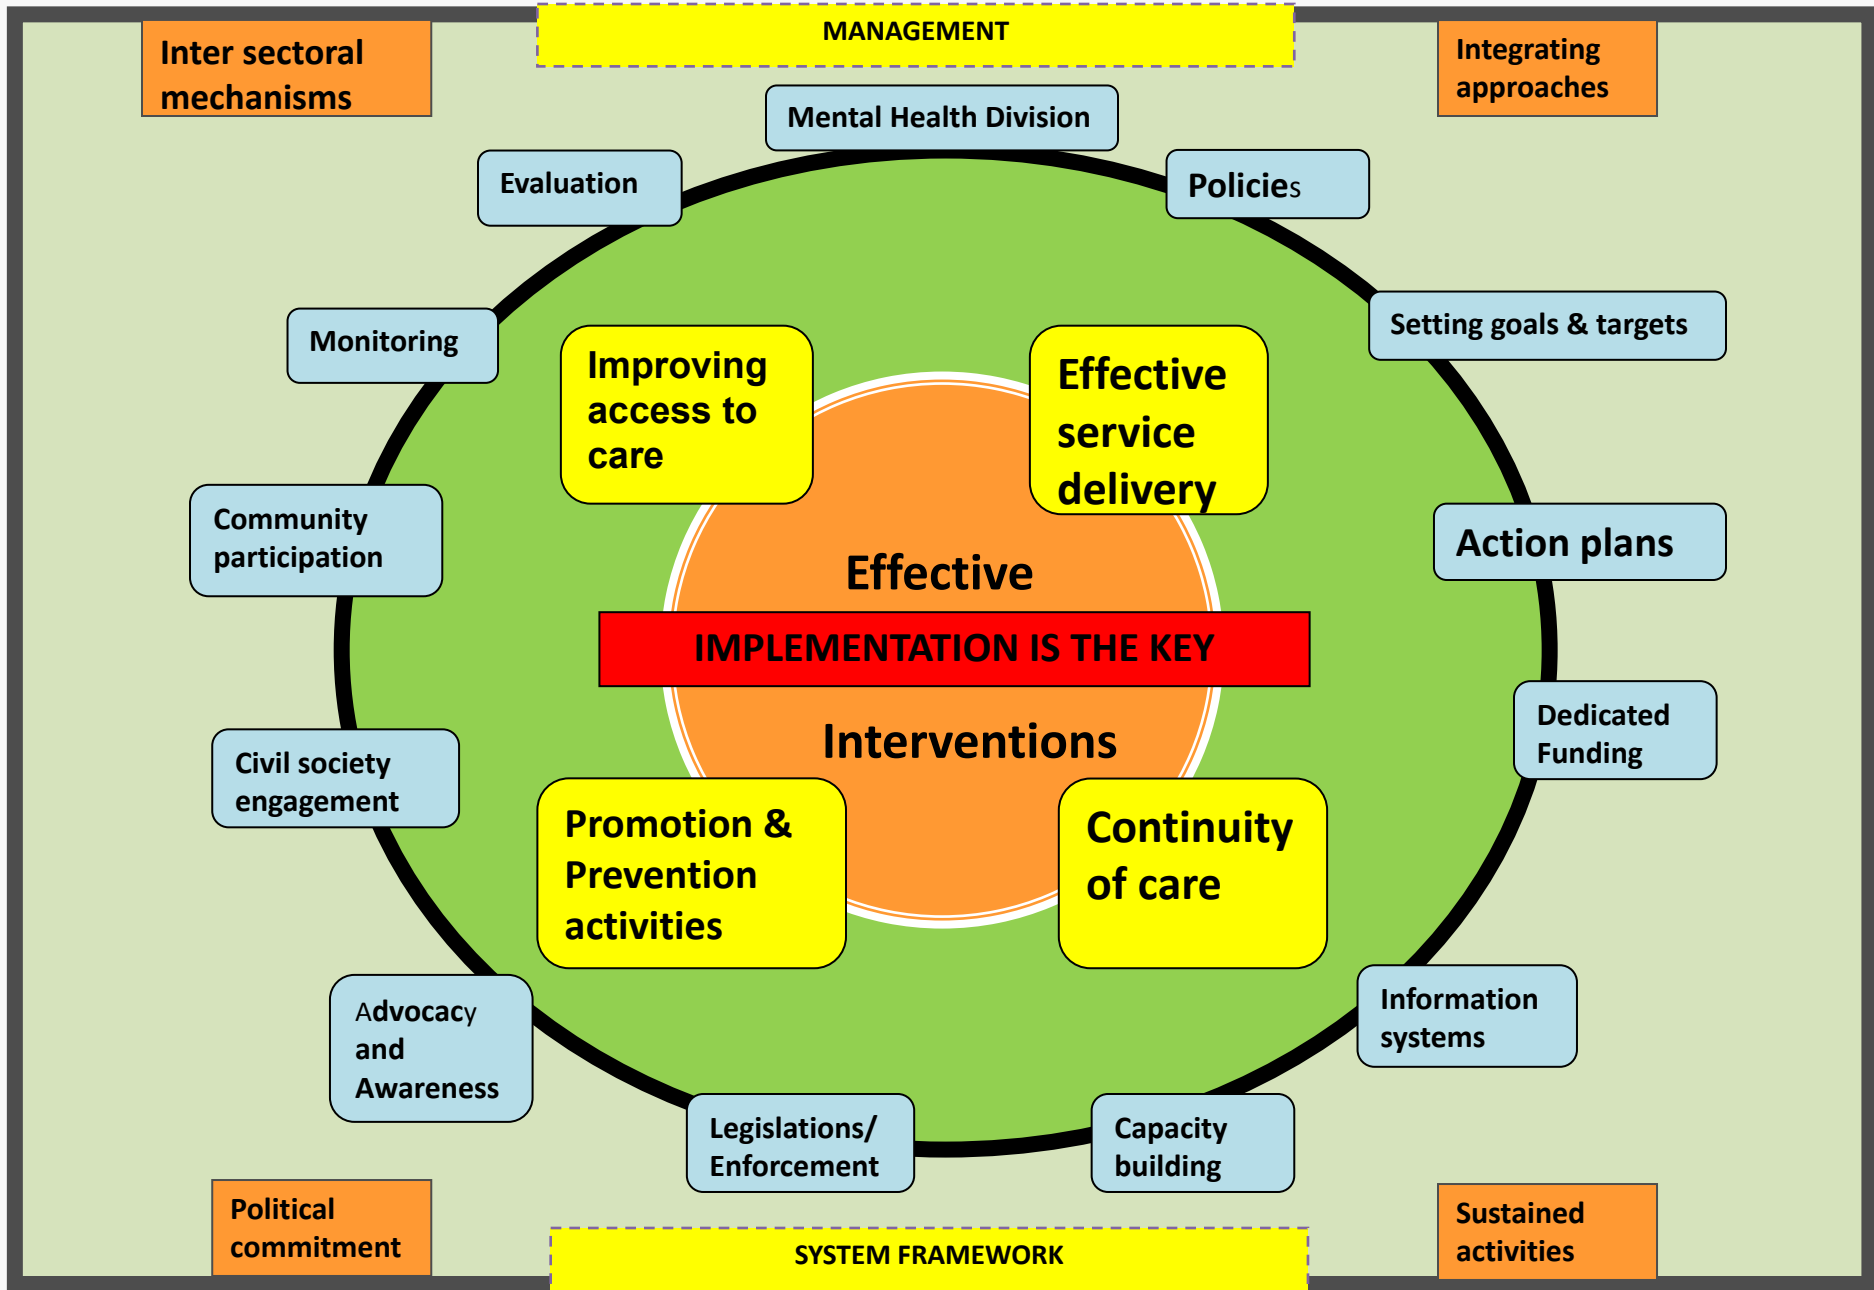 MANAGEMENT
Inter sectoral
mechanisms
Integrating
approaches
Mental Health Division
Evaluation
Policies
Setting goals & targets
Monitoring
Improving
access to
care
Effective
service
delivery
Community
participation
Action plans
Effective
IMPLEMENTATION IS THE KEY
Interventions
Dedicated
Funding
Civil society
engagement
Promotion &
Prevention
activities
Continuity
of care
Advocacy
and
Awareness
Information
systems
Legislations/
Enforcement
Capacity
building
Political
commitment
Sustained
activities
SYSTEM FRAMEWORK